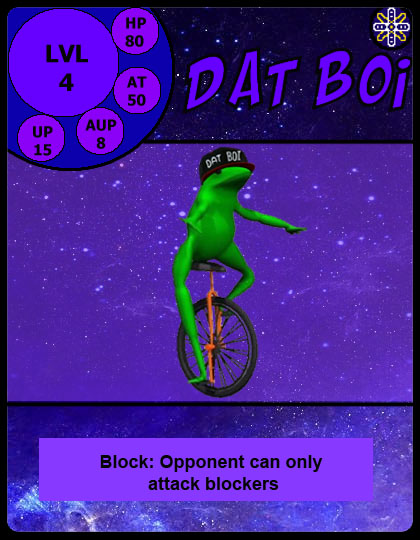 LVL
4
HP
80
AT
50
AUP
8
UP
15
DAT BOi
DAT BOI
Block: Opponent can only
attack blockers